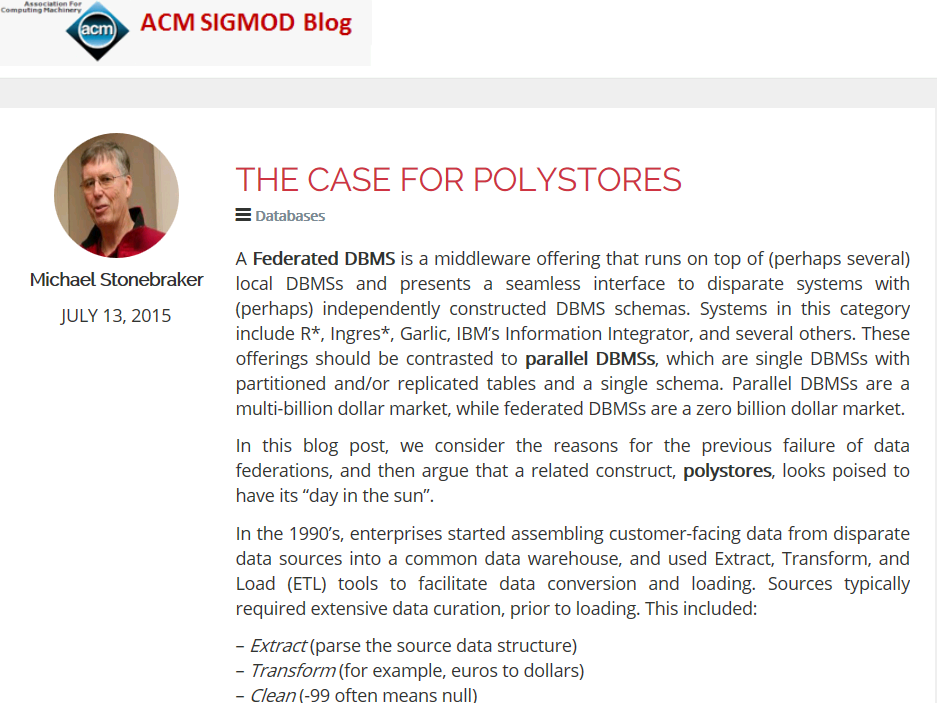 Association For
Computing Machinery
acm
ACM SIGMOD Blog
Michael Stonebraker
JULY 13, 2015
THE CASE FOR POLYSTORES
Databases
A Federated DBMS is a middleware offering that runs on top of (perhaps several)
local DBMSs and presents a seamless interface to disparate systems with
(perhaps) independently constructed DBMS schemas. Systems in this category
include R*, Ingres*, Garlic, IBM’s Information Integrator, and several others. These
offerings should be contrasted to parallel DBMSs, which are single DBMSs with
partitioned and/or replicated tables and a single schema. Parallel DBMSs are a
multi-billion dollar market, while federated DBMSs are a zero billion dollar market.
In this blog post, we consider the reasons for the previous failure of data
federations, and then argue that a related construct, polystores, looks poised to
have its “day in the sun”.
In the 1990’s, enterprises started assembling customer-facing data from disparate
data sources into a common data warehouse, and used Extract, Transform, and
Load (ETL) tools to facilitate data conversion and loading. Sources typically
required extensive data curation, prior to loading. This included:
– Extract (parse the source data structure)
– Transform (for example, euros to dollars)
– Clean (-99 often means null)